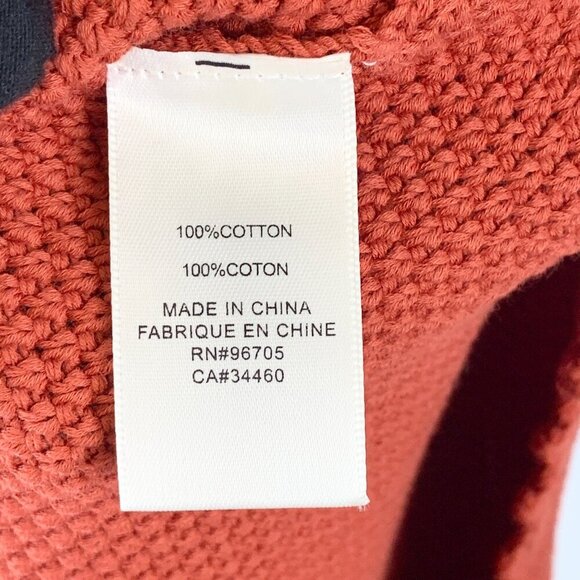 100%COTTON
100%COTON
MADE IN CHINA
FABRIQUE EN CHINE
RN#96705
CA#34460